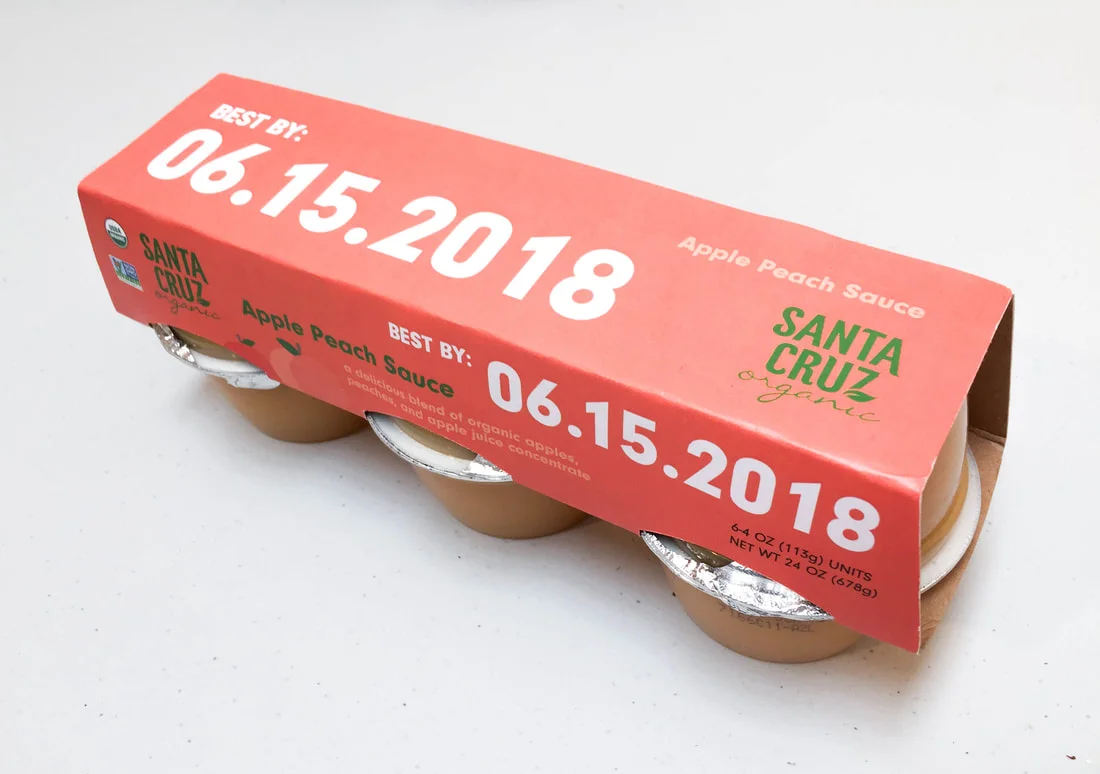 BEST BY:
06.15.2018
Apple Peach Sauce
SANTA
CRUZ
organic
USDA
ORGANIC
SANTA
CRUZ
organic
Apple Peach Sauce
a delicious blend of organic apples,
peaches, and apple juice concentrate
BEST BY:
06.15.2018
6-4 OZ (113g) UNITS
NET WT 24 OZ (678g)